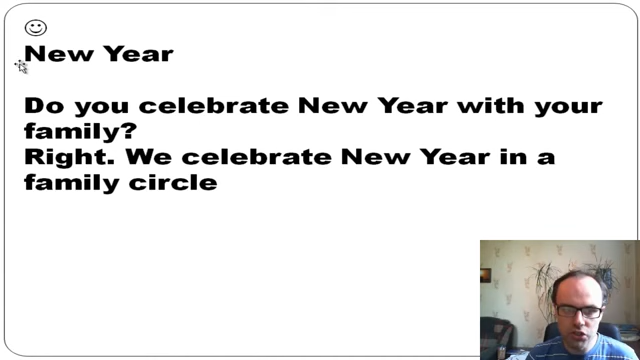 New Year
Do you celebrate New Year with your
family?
Right. We celebrate New Year in a
family circle